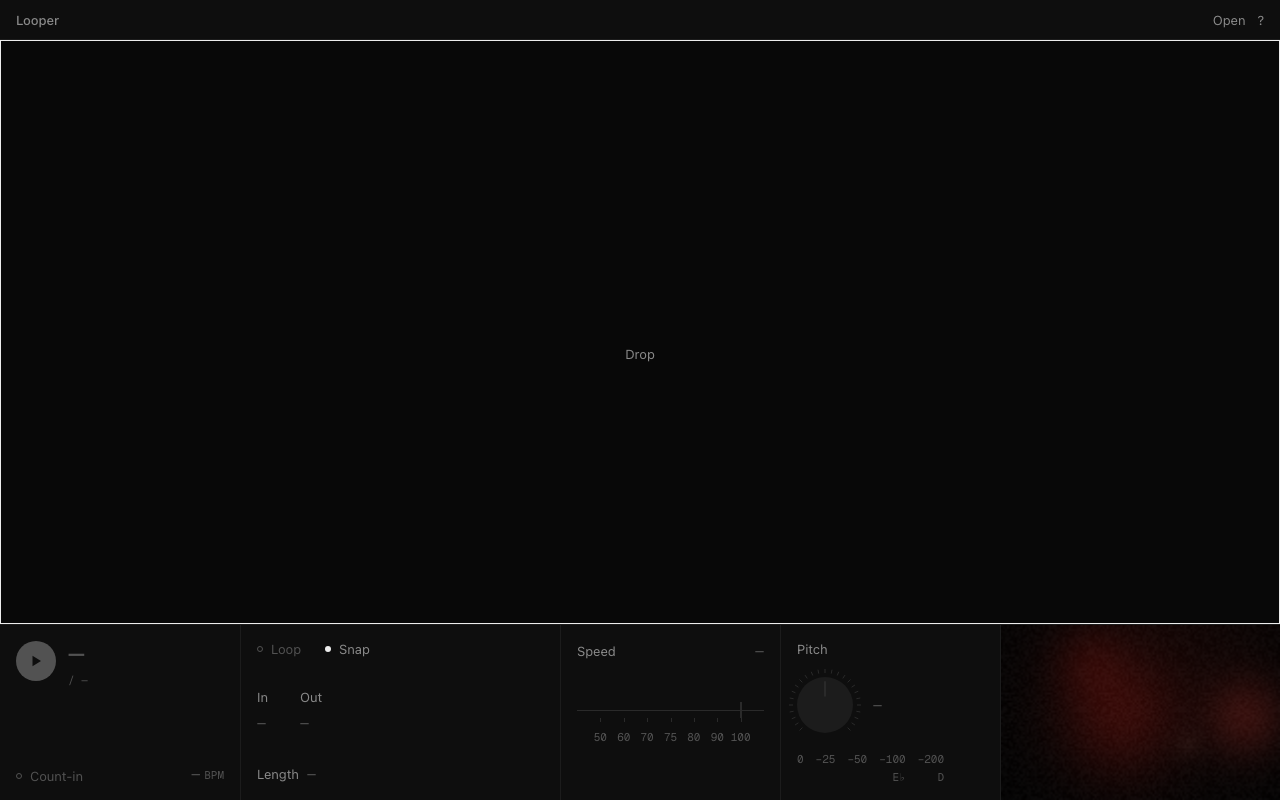 Looper
Open ?
Drop
—
/ —
Count-in
— BPM
Loop Snap
In Out
— —
Length —
Speed —
50 60 70 75 80 90 100
Pitch
—
0 −25 −50 −100 −200
E♭ D